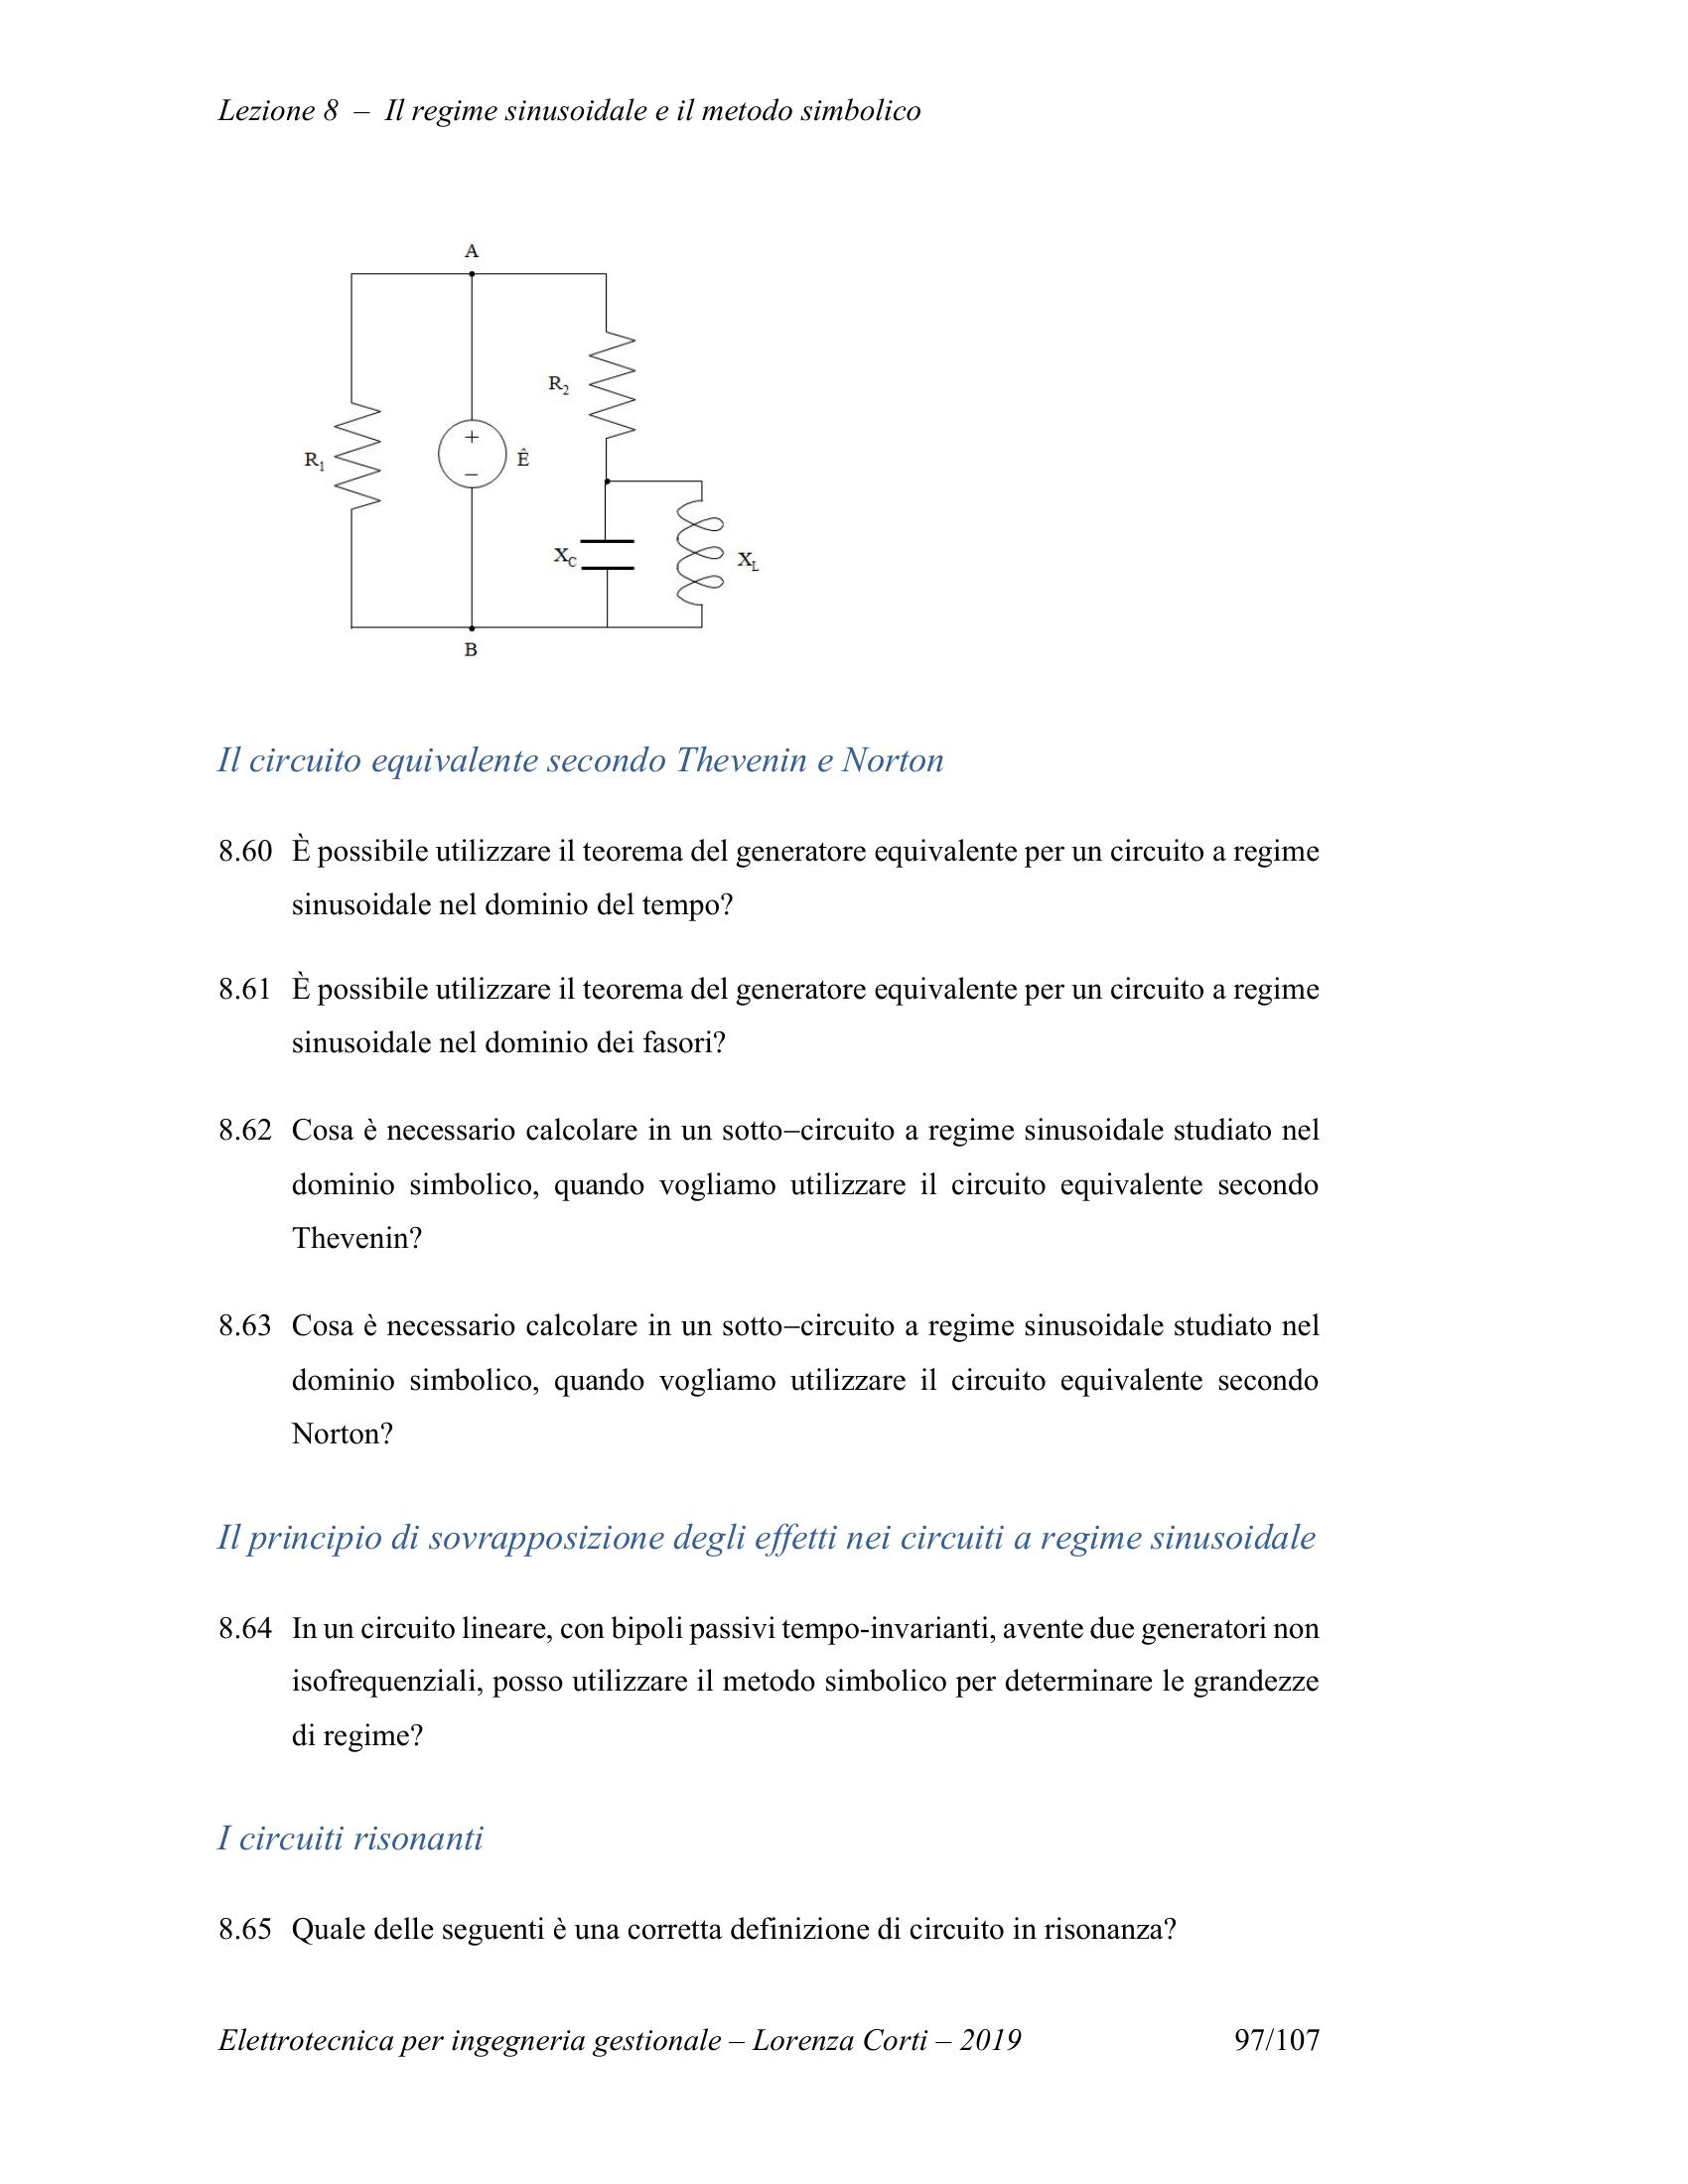 Lezione 8 – Il regime sinusoidale e il metodo simbolico
A
R₂
R₁
+
–
Ê
X_C
X_L
B
Il circuito equivalente secondo Thevenin e Norton
8.60 È possibile utilizzare il teorema del generatore equivalente per un circuito a regime
sinusoidale nel dominio del tempo?
8.61 È possibile utilizzare il teorema del generatore equivalente per un circuito a regime
sinusoidale nel dominio dei fasori?
8.62 Cosa è necessario calcolare in un sotto–circuito a regime sinusoidale studiato nel
dominio simbolico, quando vogliamo utilizzare il circuito equivalente secondo
Thevenin?
8.63 Cosa è necessario calcolare in un sotto–circuito a regime sinusoidale studiato nel
dominio simbolico, quando vogliamo utilizzare il circuito equivalente secondo
Norton?
Il principio di sovrapposizione degli effetti nei circuiti a regime sinusoidale
8.64 In un circuito lineare, con bipoli passivi tempo-invarianti, avente due generatori non
isofrequenziali, posso utilizzare il metodo simbolico per determinare le grandezze
di regime?
I circuiti risonanti
8.65 Quale delle seguenti è una corretta definizione di circuito in risonanza?
Elettrotecnica per ingegneria gestionale – Lorenza Corti – 2019 97/107